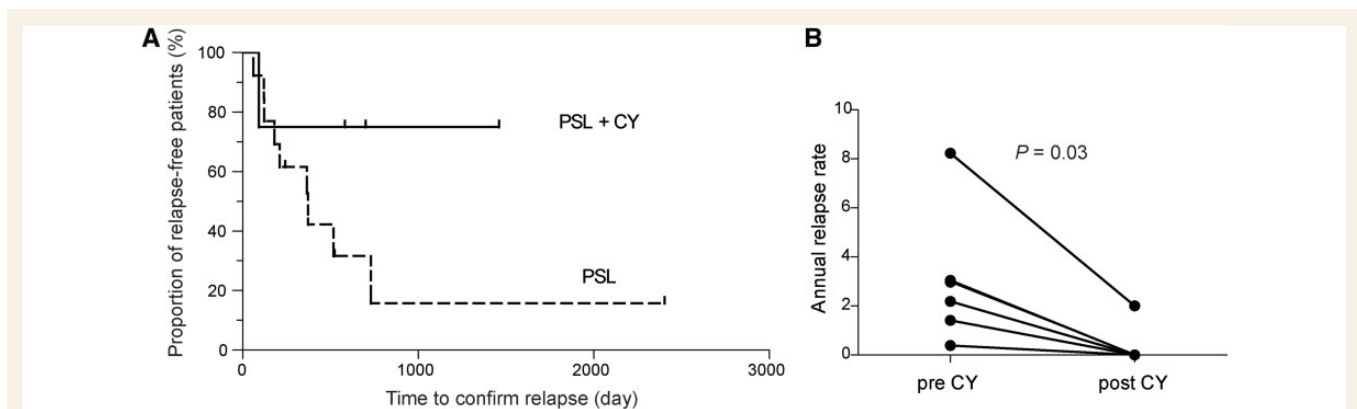 A
Proportion of relapse-free patients (%)
100
80
60
40
20
0
PSL + CY
PSL
0
1000
2000
3000
Time to confirm relapse (day)
B
Annual relapse rate
10
8
6
4
2
0
P = 0.03
pre CY
post CY